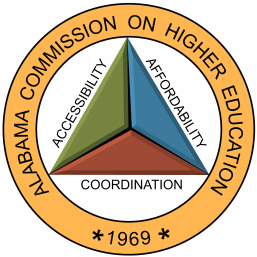 ALABAMA COMMISSION ON HIGHER EDUCATION
ACCESSIBILITY
AFFORDABILITY
COORDINATION
*1969*